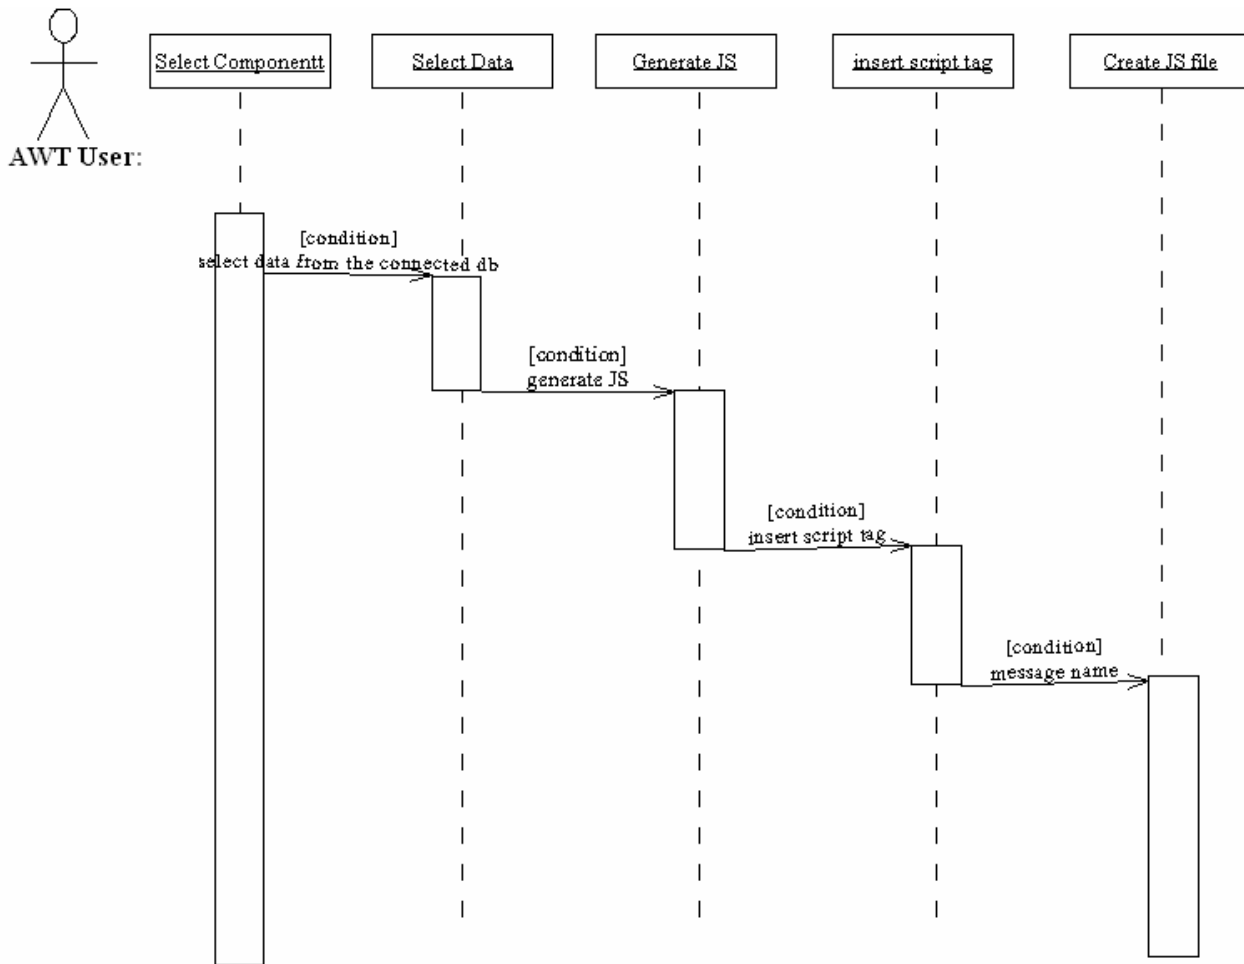 Select Componentt
Select Data
Generate JS
insert script tag
Create JS file
AWT User:
[condition]
select data from the connected db
[condition]
generate JS
[condition]
insert script tag
[condition]
message name